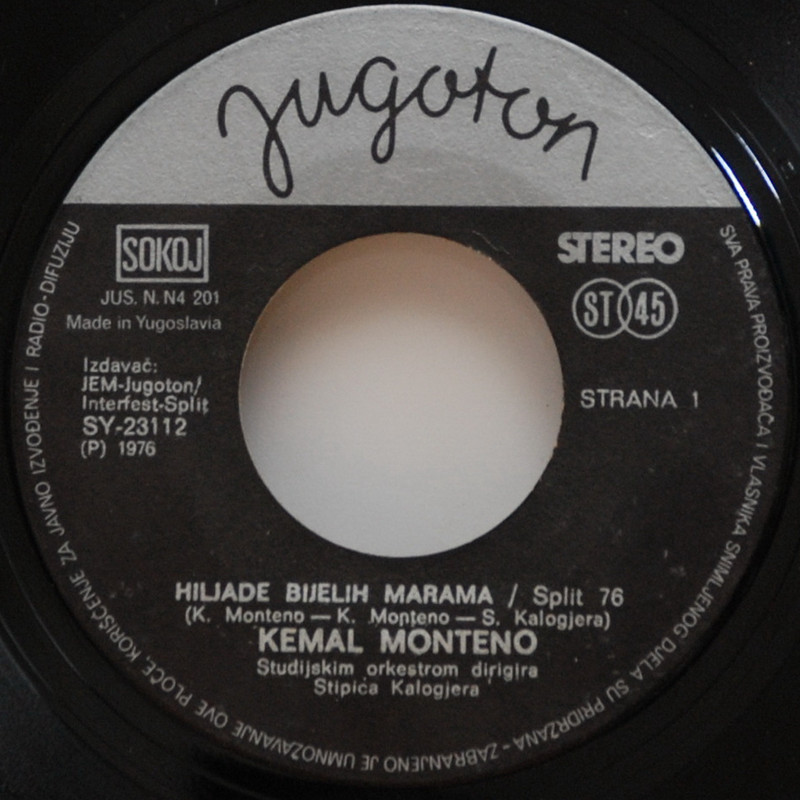 jugoton
SOKOJ
JUS. N. N4 201
Made in Yugoslavia
Izdavač:
JEM-Jugoton/
Interfest-Split
SY-23112
(P) 1976
STEREO
ST 45
STRANA 1
HILJADE BIJELIH MARAMA / Split 76
(K. Monteno — K. Monteno — S. Kalogjera)
KEMAL MONTENO
Studijskim orkestrom dirigira
Stipica Kalogjera
SVA PRAVA PROIZVOĐAČA I VLASNIKA SNIMLJENOG DJELA SU PRIDRŽANA - ZABRANJENO JE UMNOŽAVANJE OVE PLOČE, KORIŠĆENJE ZA JAVNO IZVOĐENJE I RADIO-DIFUZIJU